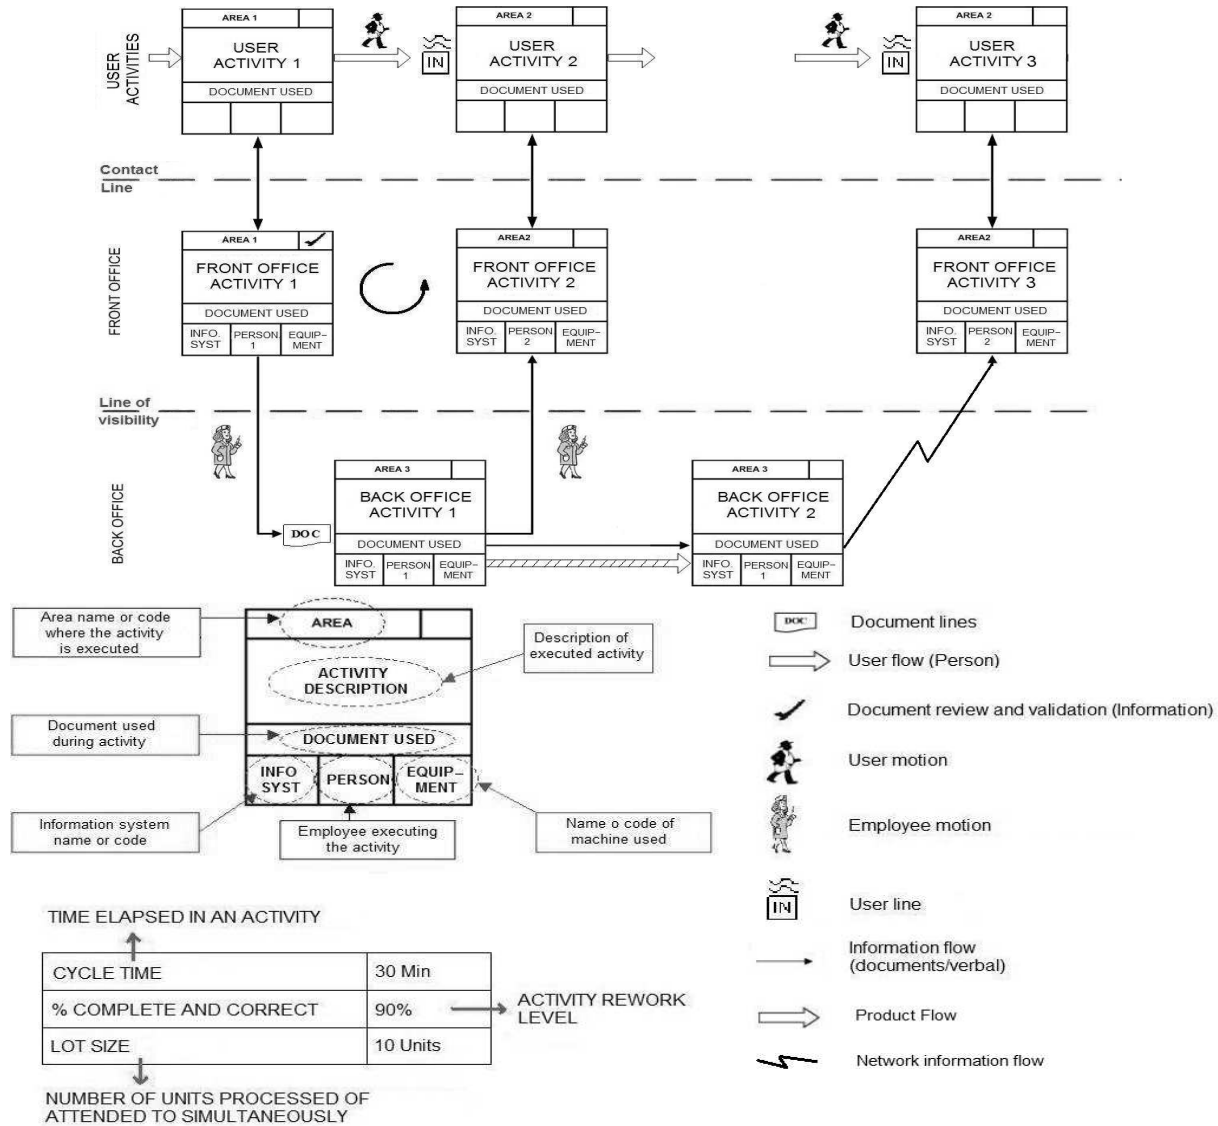 USER
ACTIVITIES
AREA 1
USER
ACTIVITY 1
DOCUMENT USED
IN
AREA 2
USER
ACTIVITY 2
DOCUMENT USED
IN
AREA 2
USER
ACTIVITY 3
DOCUMENT USED
Contact
Line
FRONT OFFICE
AREA 1
FRONT OFFICE
ACTIVITY 1
DOCUMENT USED
INFO.
SYST
PERSON
1
EQUIP-
MENT
AREA2
FRONT OFFICE
ACTIVITY 2
DOCUMENT USED
INFO.
SYST
PERSON
2
EQUIP-
MENT
AREA2
FRONT OFFICE
ACTIVITY 3
DOCUMENT USED
INFO.
SYST
PERSON
2
EQUIP-
MENT
Line of
visibility
BACK OFFICE
DOC
AREA 3
BACK OFFICE
ACTIVITY 1
DOCUMENT USED
INFO.
SYST
PERSON
1
EQUIP-
MENT
AREA 3
BACK OFFICE
ACTIVITY 2
DOCUMENT USED
INFO.
SYST
PERSON
1
EQUIP-
MENT
Area name or code
where the activity
is executed
AREA
ACTIVITY
DESCRIPTION
DOCUMENT USED
INFO
SYST
PERSON
EQUIP-
MENT
Description of
executed activity
Document used
during activity
Information system
name or code
Employee executing
the activity
Name o code of
machine used
DOC
Document lines
User flow (Person)
Document review and validation (Information)
User motion
Employee motion
IN
User line
Information flow
(documents/verbal)
Product Flow
Network information flow
TIME ELAPSED IN AN ACTIVITY
CYCLE TIME
30 Min
% COMPLETE AND CORRECT
90%
ACTIVITY REWORK
LEVEL
LOT SIZE
10 Units
NUMBER OF UNITS PROCESSED OF
ATTENDED TO SIMULTANEOUSLY